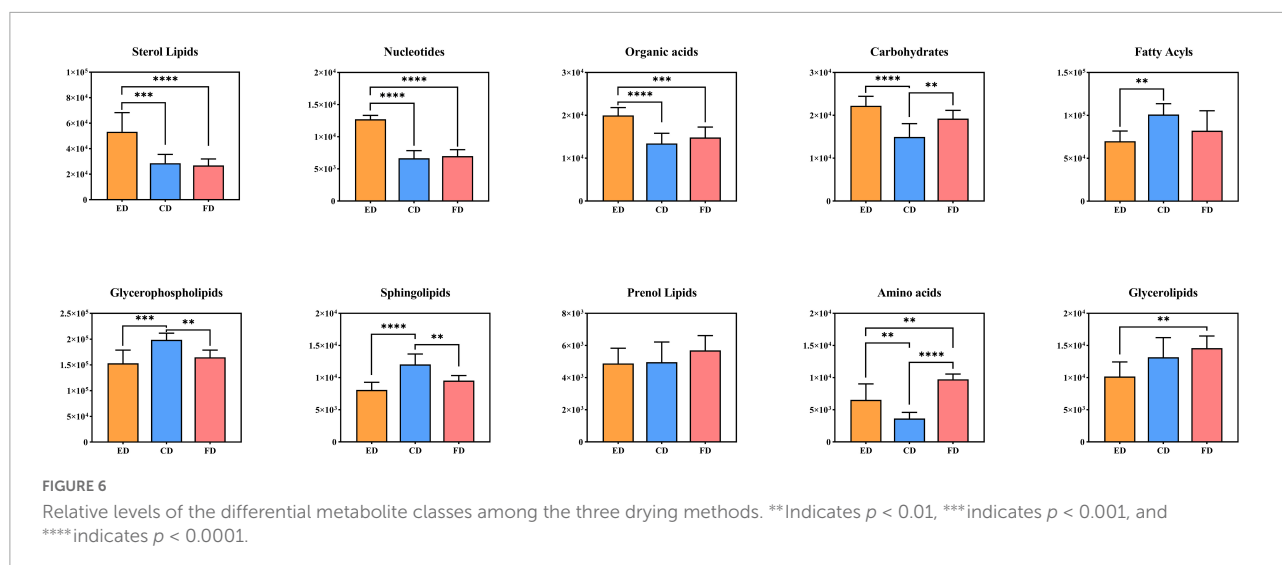 Sterol Lipids
1×10⁵
8×10⁴
6×10⁴
4×10⁴
2×10⁴
0
****
***
ED CD FD
Nucleotides
2×10⁴
1.5×10⁴
1×10⁴
5×10³
0
****
****
ED CD FD
Organic acids
3×10⁴
2×10⁴
1×10⁴
0
***
****
ED CD FD
Carbohydrates
3×10⁴
2×10⁴
1×10⁴
0
**** **
ED CD FD
Fatty Acyls
1.5×10⁵
1×10⁵
5×10⁴
0
**
ED CD FD
Glycerophospholipids
2.5×10⁵
2×10⁵
1.5×10⁵
1×10⁵
5×10⁴
0
*** **
ED CD FD
Sphingolipids
2×10⁴
1.5×10⁴
1×10⁴
5×10³
0
**** **
ED CD FD
Prenol Lipids
8×10³
6×10³
4×10³
2×10³
0
ED CD FD
Amino acids
2×10⁴
1.5×10⁴
1×10⁴
5×10³
0
**
**
****
ED CD FD
Glycerolipids
2×10⁴
1.5×10⁴
1×10⁴
5×10³
0
**
ED CD FD
FIGURE 6
Relative levels of the differential metabolite classes among the three drying methods. **Indicates p < 0.01, ***indicates p < 0.001, and
****indicates p < 0.0001.